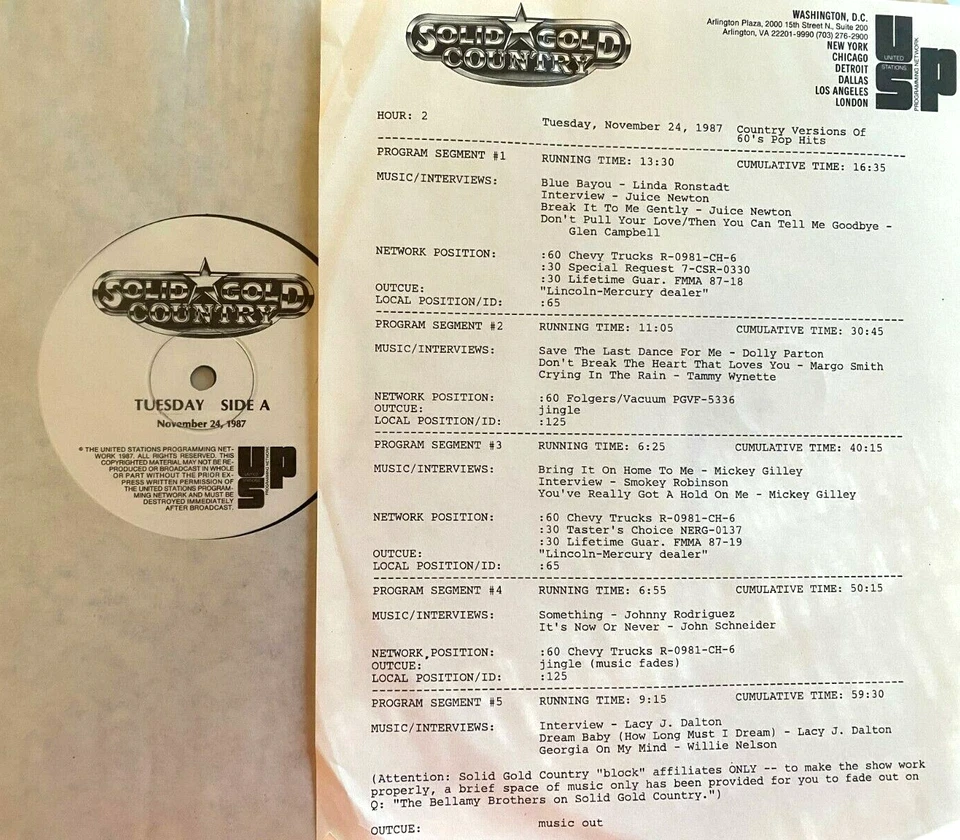 SOLID GOLD
COUNTRY
TUESDAY SIDE A
November 24, 1987
© THE UNITED STATIONS PROGRAMMING NET-
WORK 1987. ALL RIGHTS RESERVED. THIS
COPYRIGHTED MATERIAL MAY NOT BE RE-
PRODUCED OR BROADCAST IN WHOLE
OR PART WITHOUT THE PRIOR EX-
PRESS WRITTEN PERMISSION OF
THE UNITED STATIONS PROGRAM-
MING NETWORK AND MUST BE
DESTROYED IMMEDIATELY
AFTER BROADCAST.
USP
PROGRAMMING NETWORK
SOLID GOLD
COUNTRY
WASHINGTON, D.C.
Arlington Plaza, 2000 15th Street N., Suite 200
Arlington, VA 22201-9990 (703) 276-2900
NEW YORK
CHICAGO
DETROIT
DALLAS
LOS ANGELES
LONDON
USP
UNITED
STATIONS
PROGRAMMING NETWORK
HOUR: 2 Tuesday, November 24, 1987 Country Versions Of
60's Pop Hits
PROGRAM SEGMENT #1 RUNNING TIME: 13:30 CUMULATIVE TIME: 16:35
MUSIC/INTERVIEWS: Blue Bayou - Linda Ronstadt
Interview - Juice Newton
Break It To Me Gently - Juice Newton
Don't Pull Your Love/Then You Can Tell Me Goodbye -
Glen Campbell
NETWORK POSITION: :60 Chevy Trucks R-0981-CH-6
:30 Special Request 7-CSR-0330
:30 Lifetime Guar. FMMA 87-18
OUTCUE: "Lincoln-Mercury dealer"
LOCAL POSITION/ID: :65
PROGRAM SEGMENT #2 RUNNING TIME: 11:05 CUMULATIVE TIME: 30:45
MUSIC/INTERVIEWS: Save The Last Dance For Me - Dolly Parton
Don't Break The Heart That Loves You - Margo Smith
Crying In The Rain - Tammy Wynette
NETWORK POSITION: :60 Folgers/Vacuum PGVF-5336
OUTCUE: jingle
LOCAL POSITION/ID: :125
PROGRAM SEGMENT #3 RUNNING TIME: 6:25 CUMULATIVE TIME: 40:15
MUSIC/INTERVIEWS: Bring It On Home To Me - Mickey Gilley
Interview - Smokey Robinson
You've Really Got A Hold On Me - Mickey Gilley
NETWORK POSITION: :60 Chevy Trucks R-0981-CH-6
:30 Taster's Choice NERG-0137
:30 Lifetime Guar. FMMA 87-19
OUTCUE: "Lincoln-Mercury dealer"
LOCAL POSITION/ID: :65
PROGRAM SEGMENT #4 RUNNING TIME: 6:55 CUMULATIVE TIME: 50:15
MUSIC/INTERVIEWS: Something - Johnny Rodriguez
It's Now Or Never - John Schneider
NETWORK POSITION: :60 Chevy Trucks R-0981-CH-6
OUTCUE: jingle (music fades)
LOCAL POSITION/ID: :125
PROGRAM SEGMENT #5 RUNNING TIME: 9:15 CUMULATIVE TIME: 59:30
MUSIC/INTERVIEWS: Interview - Lacy J. Dalton
Dream Baby (How Long Must I Dream) - Lacy J. Dalton
Georgia On My Mind - Willie Nelson
(Attention: Solid Gold Country "block" affiliates ONLY -- to make the show work
properly, a brief space of music only has been provided for you to fade out on
Q: "The Bellamy Brothers on Solid Gold Country.")
OUTCUE: music out